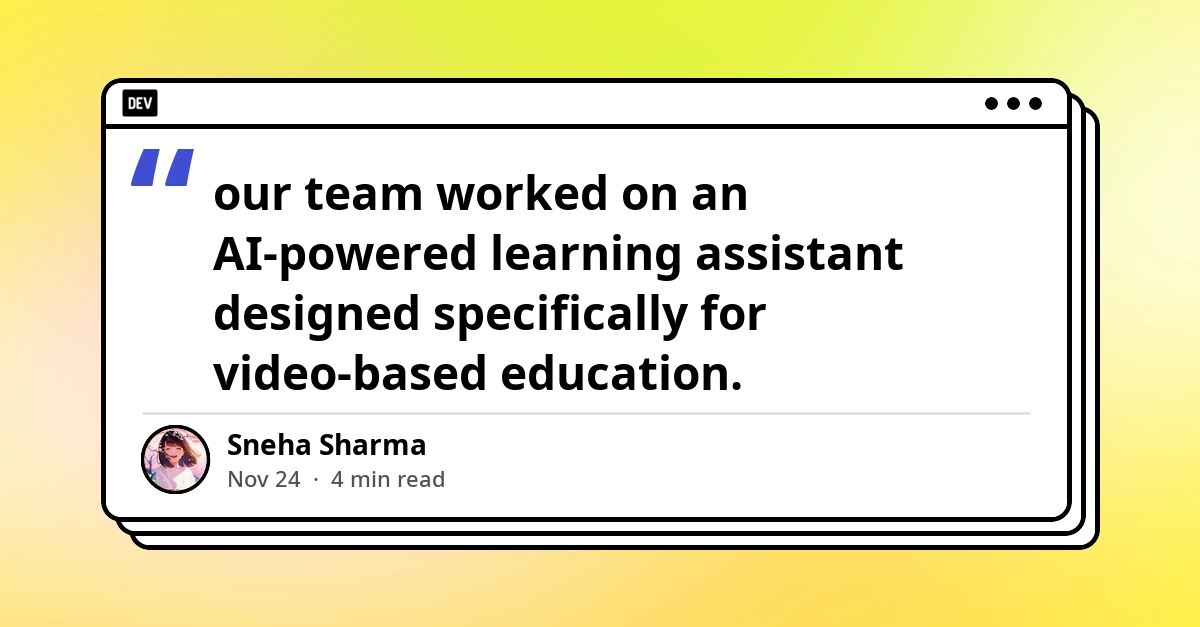 DEV
“
our team worked on an
AI-powered learning assistant
designed specifically for
video-based education.
Sneha Sharma
Nov 24 · 4 min read